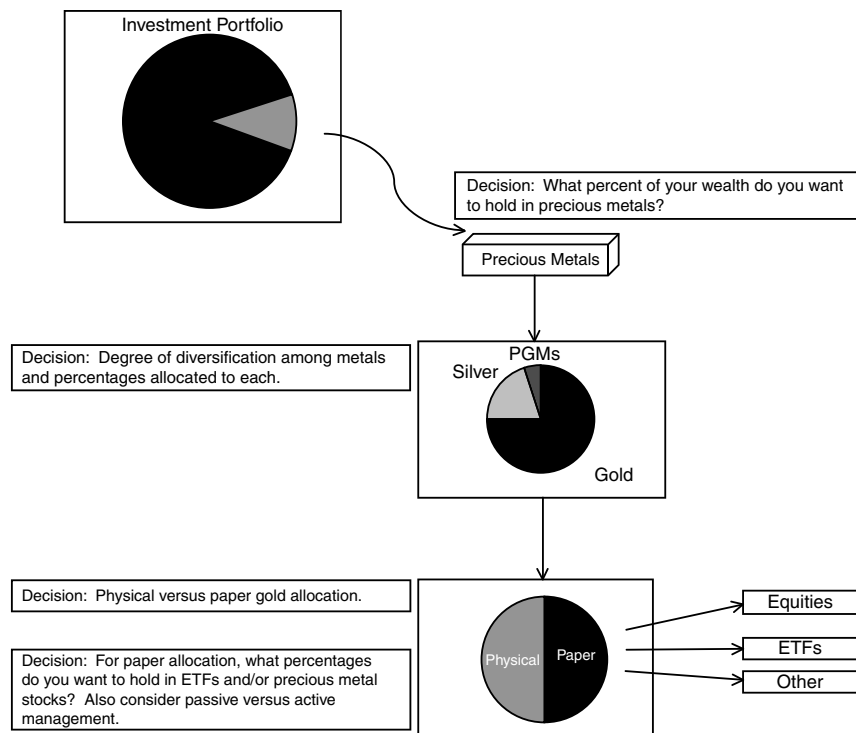 Investment Portfolio
Decision: What percent of your wealth do you want
to hold in precious metals?
Precious Metals
Decision: Degree of diversification among metals
and percentages allocated to each.
PGMs
Silver
Gold
Decision: Physical versus paper gold allocation.
Physical
Paper
Equities
ETFs
Other
Decision: For paper allocation, what percentages
do you want to hold in ETFs and/or precious metal
stocks? Also consider passive versus active
management.